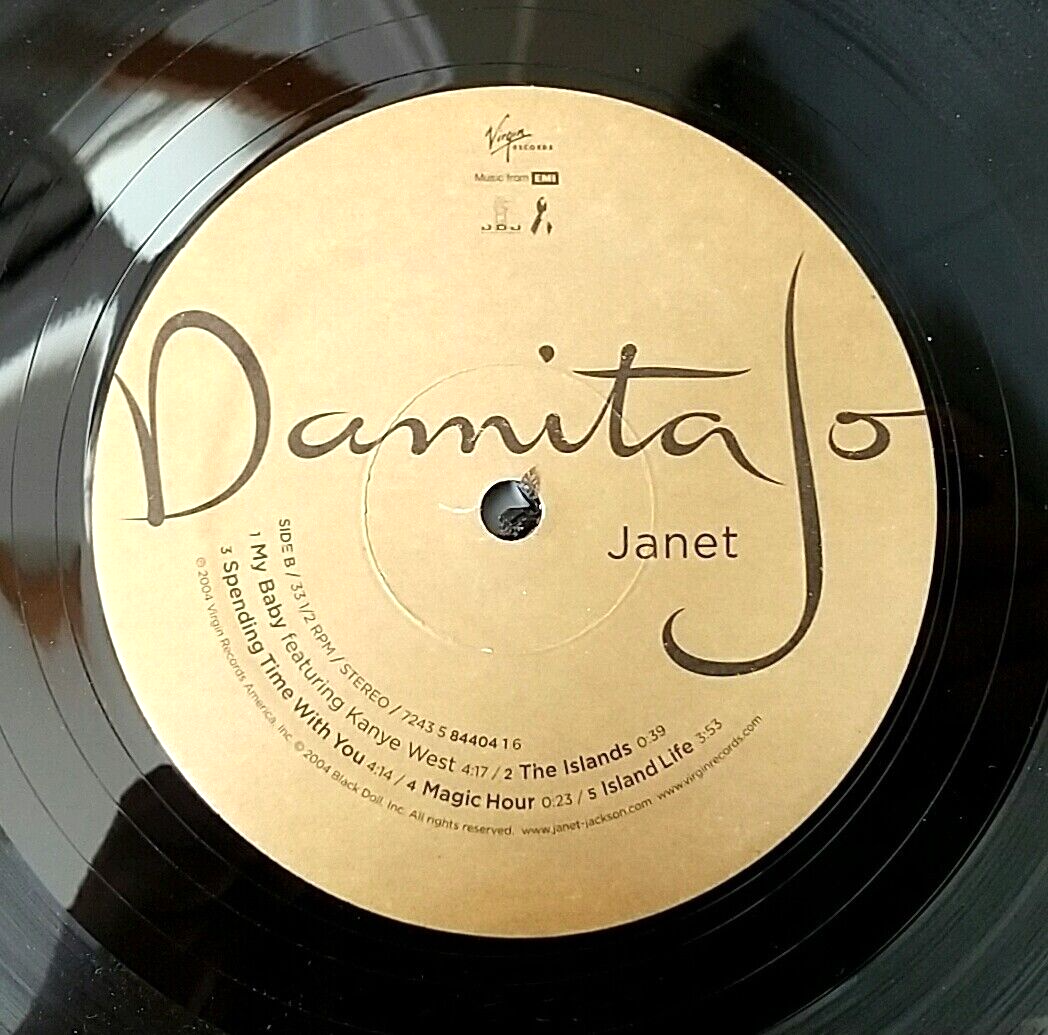 Virgin
RECORDS
Music from EMI
JDJ
Damita Jo
Janet
SIDE B / 33 1/2 RPM / STEREO / 7243 5 84404 1 6
1 My Baby featuring Kanye West 4:17 / 2 The Islands 0:39
3 Spending Time With You 4:14 / 4 Magic Hour 0:23 / 5 Island Life 3:53
℗ 2004 Virgin Records America, Inc. © 2004 Black Doll, Inc. All rights reserved. www.janet-jackson.com www.virginrecords.com